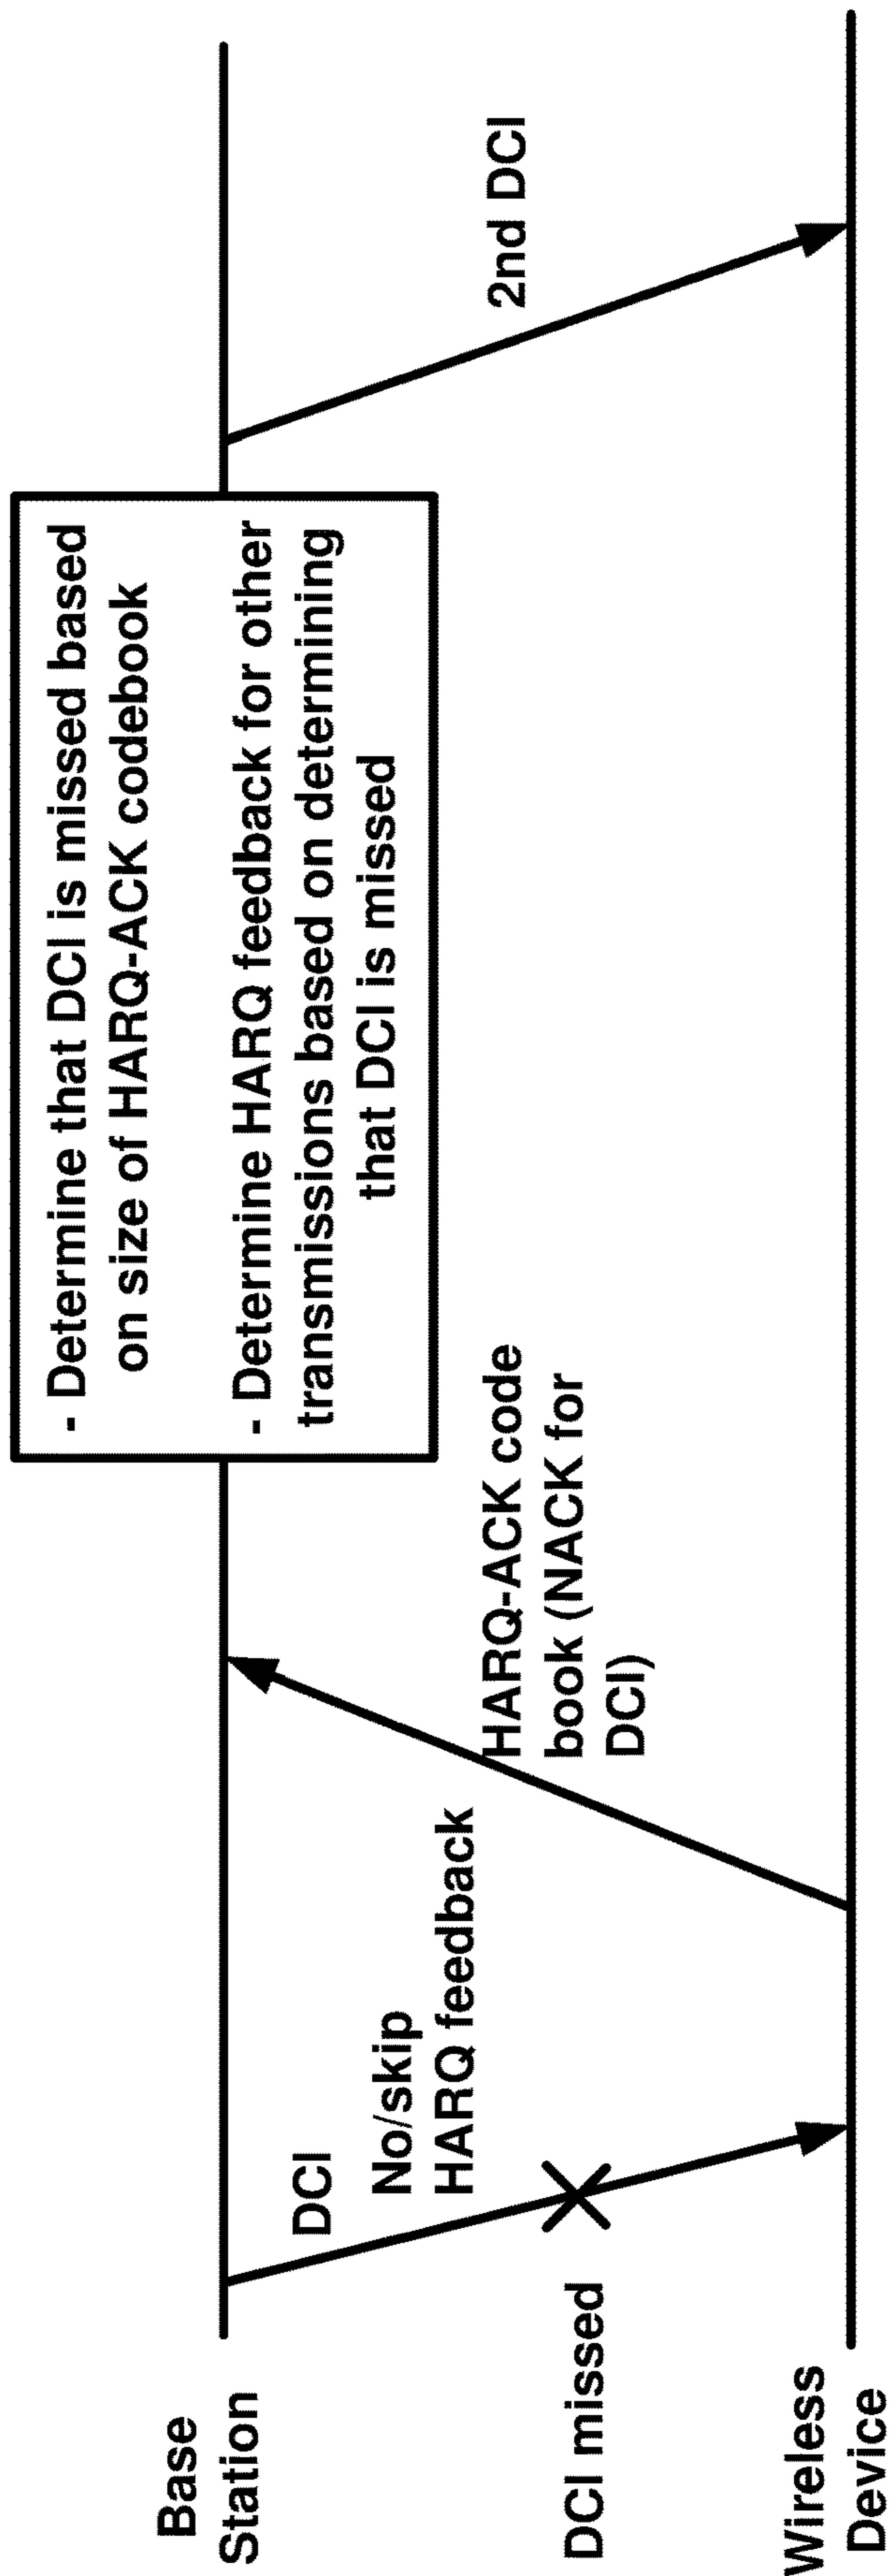 Base
Station
DCI
No/skip
HARQ feedback
DCI missed
Wireless
Device
HARQ-ACK code
book (NACK for
DCI)
- Determine that DCI is missed based
on size of HARQ-ACK codebook
- Determine HARQ feedback for other
transmissions based on determining
that DCI is missed
2nd DCI